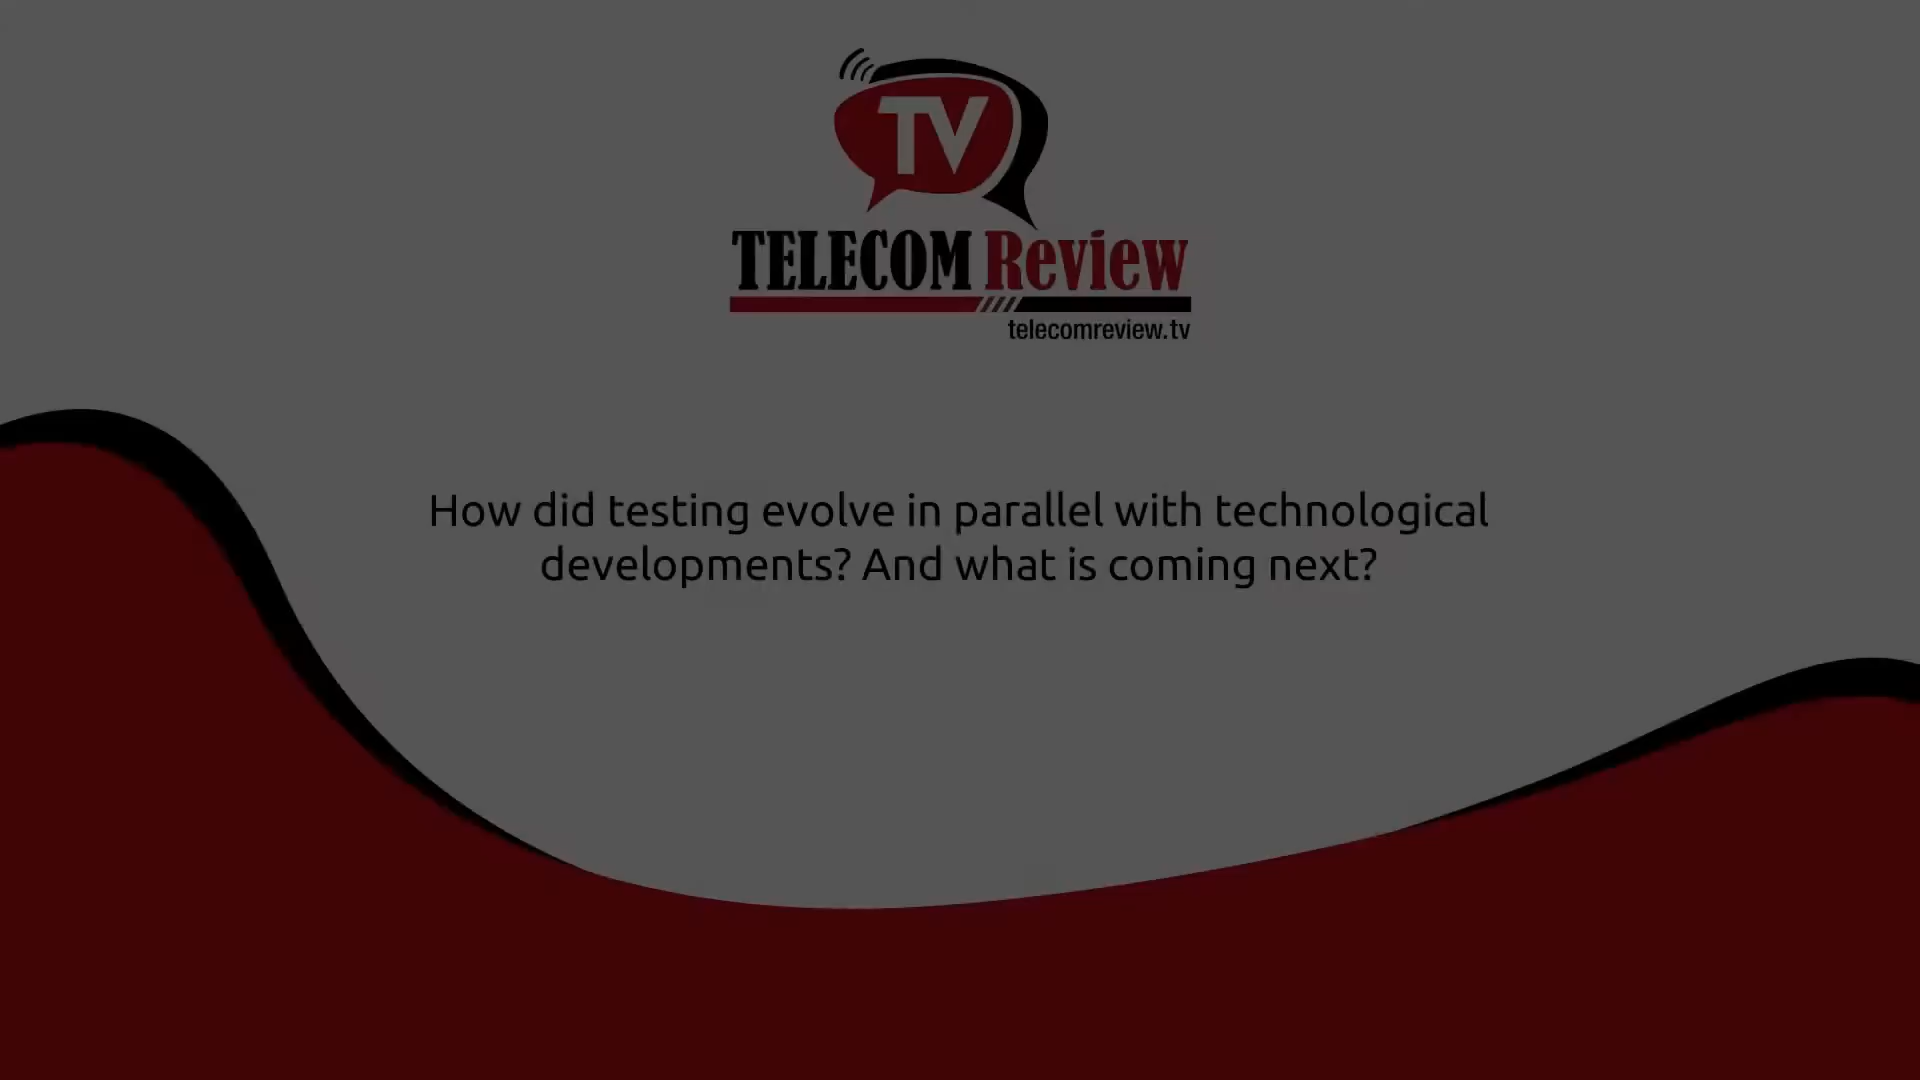 TV
TELECOM Review
telecomreview.tv
How did testing evolve in parallel with technological
developments? And what is coming next?